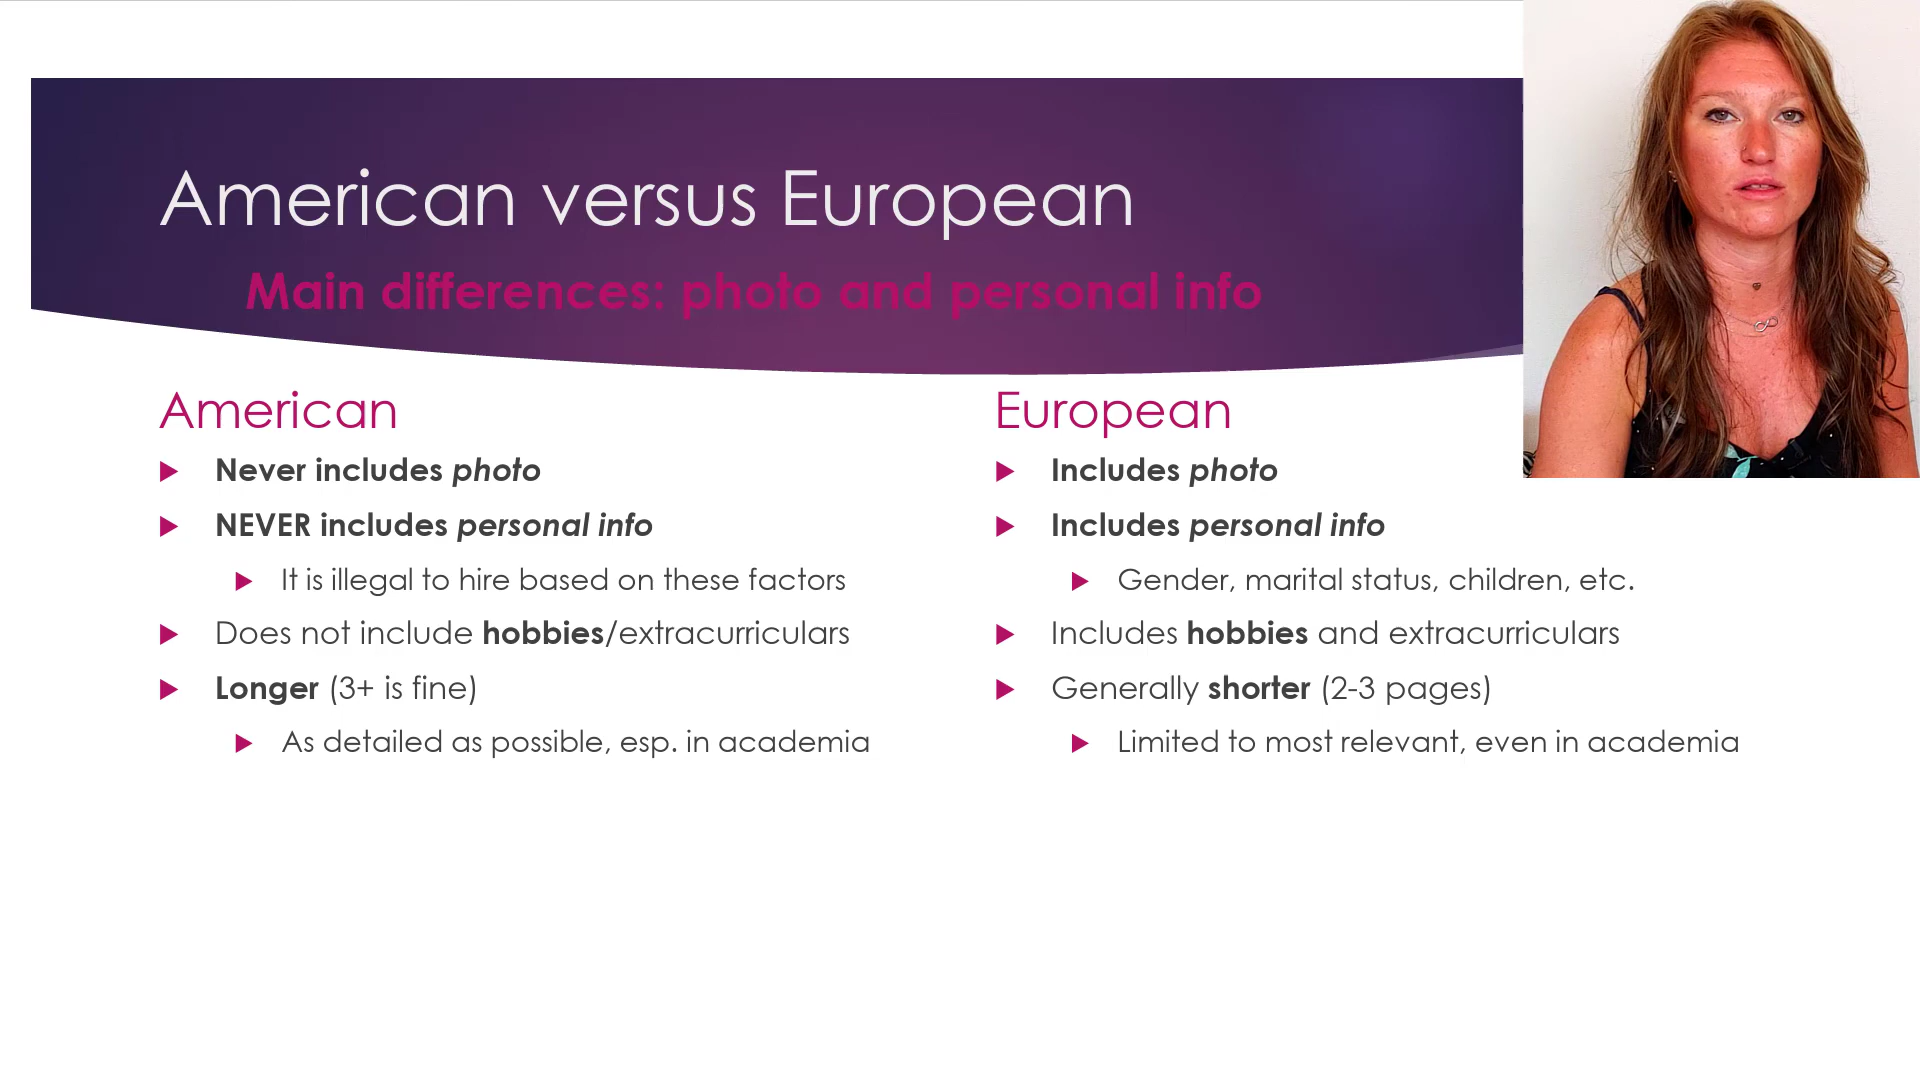 American versus European
Main differences: photo and personal info
American
Never includes photo
NEVER includes personal info
It is illegal to hire based on these factors
Does not include hobbies/extracurriculars
Longer (3+ is fine)
As detailed as possible, esp. in academia
European
Includes photo
Includes personal info
Gender, marital status, children, etc.
Includes hobbies and extracurriculars
Generally shorter (2-3 pages)
Limited to most relevant, even in academia